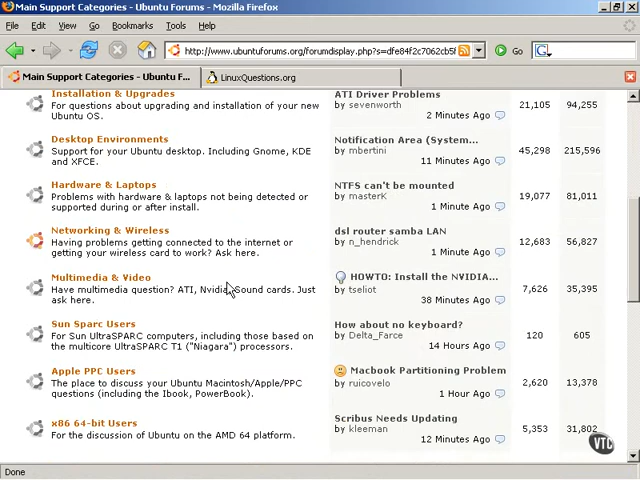 Main Support Categories - Ubuntu Forums - Mozilla Firefox
File Edit View Go Bookmarks Tools Help
http://www.ubuntuforums.org/forumdisplay.php?s=dfe84f2c7062cb5f
Go
G
Main Support Categories - Ubuntu F...
LinuxQuestions.org
Installation & Upgrades
For questions about upgrading and installation of your new
Ubuntu OS.
ATI Driver Problems
by sevenworth
2 Minutes Ago
21,105
94,255
Desktop Environments
Support for your Ubuntu desktop. Including Gnome, KDE
and XFCE.
Notification Area (System...
by mbertini
11 Minutes Ago
45,298
215,596
Hardware & Laptops
Problems with hardware & laptops not being detected or
supported during or after install.
NTFS can't be mounted
by masterK
1 Minute Ago
19,077
81,011
Networking & Wireless
Having problems getting connected to the internet or
getting your wireless card to work? Ask here.
dsl router samba LAN
by n_hendrick
1 Minute Ago
12,683
56,827
Multimedia & Video
Have multimedia question? ATI, Nvidia, Sound cards. Just
ask here.
HOWTO: Install the NVIDIA...
by tseliot
38 Minutes Ago
7,626
35,395
Sun Sparc Users
For Sun UltraSPARC computers, including those based on
the multicore UltraSPARC T1 ("Niagara") processors.
How about no keyboard?
by Delta_Farce
14 Hours Ago
120
605
Apple PPC Users
The place to discuss your Ubuntu Macintosh/Apple/PPC
questions (including the Ibook, PowerBook).
Macbook Partitioning Problem
by ruicovelo
1 Hour Ago
2,620
13,378
x86 64-bit Users
For the discussion of Ubuntu on the AMD 64 platform.
Scribus Needs Updating
by kleeman
12 Minutes Ago
5,353
31,802
VTC
Done